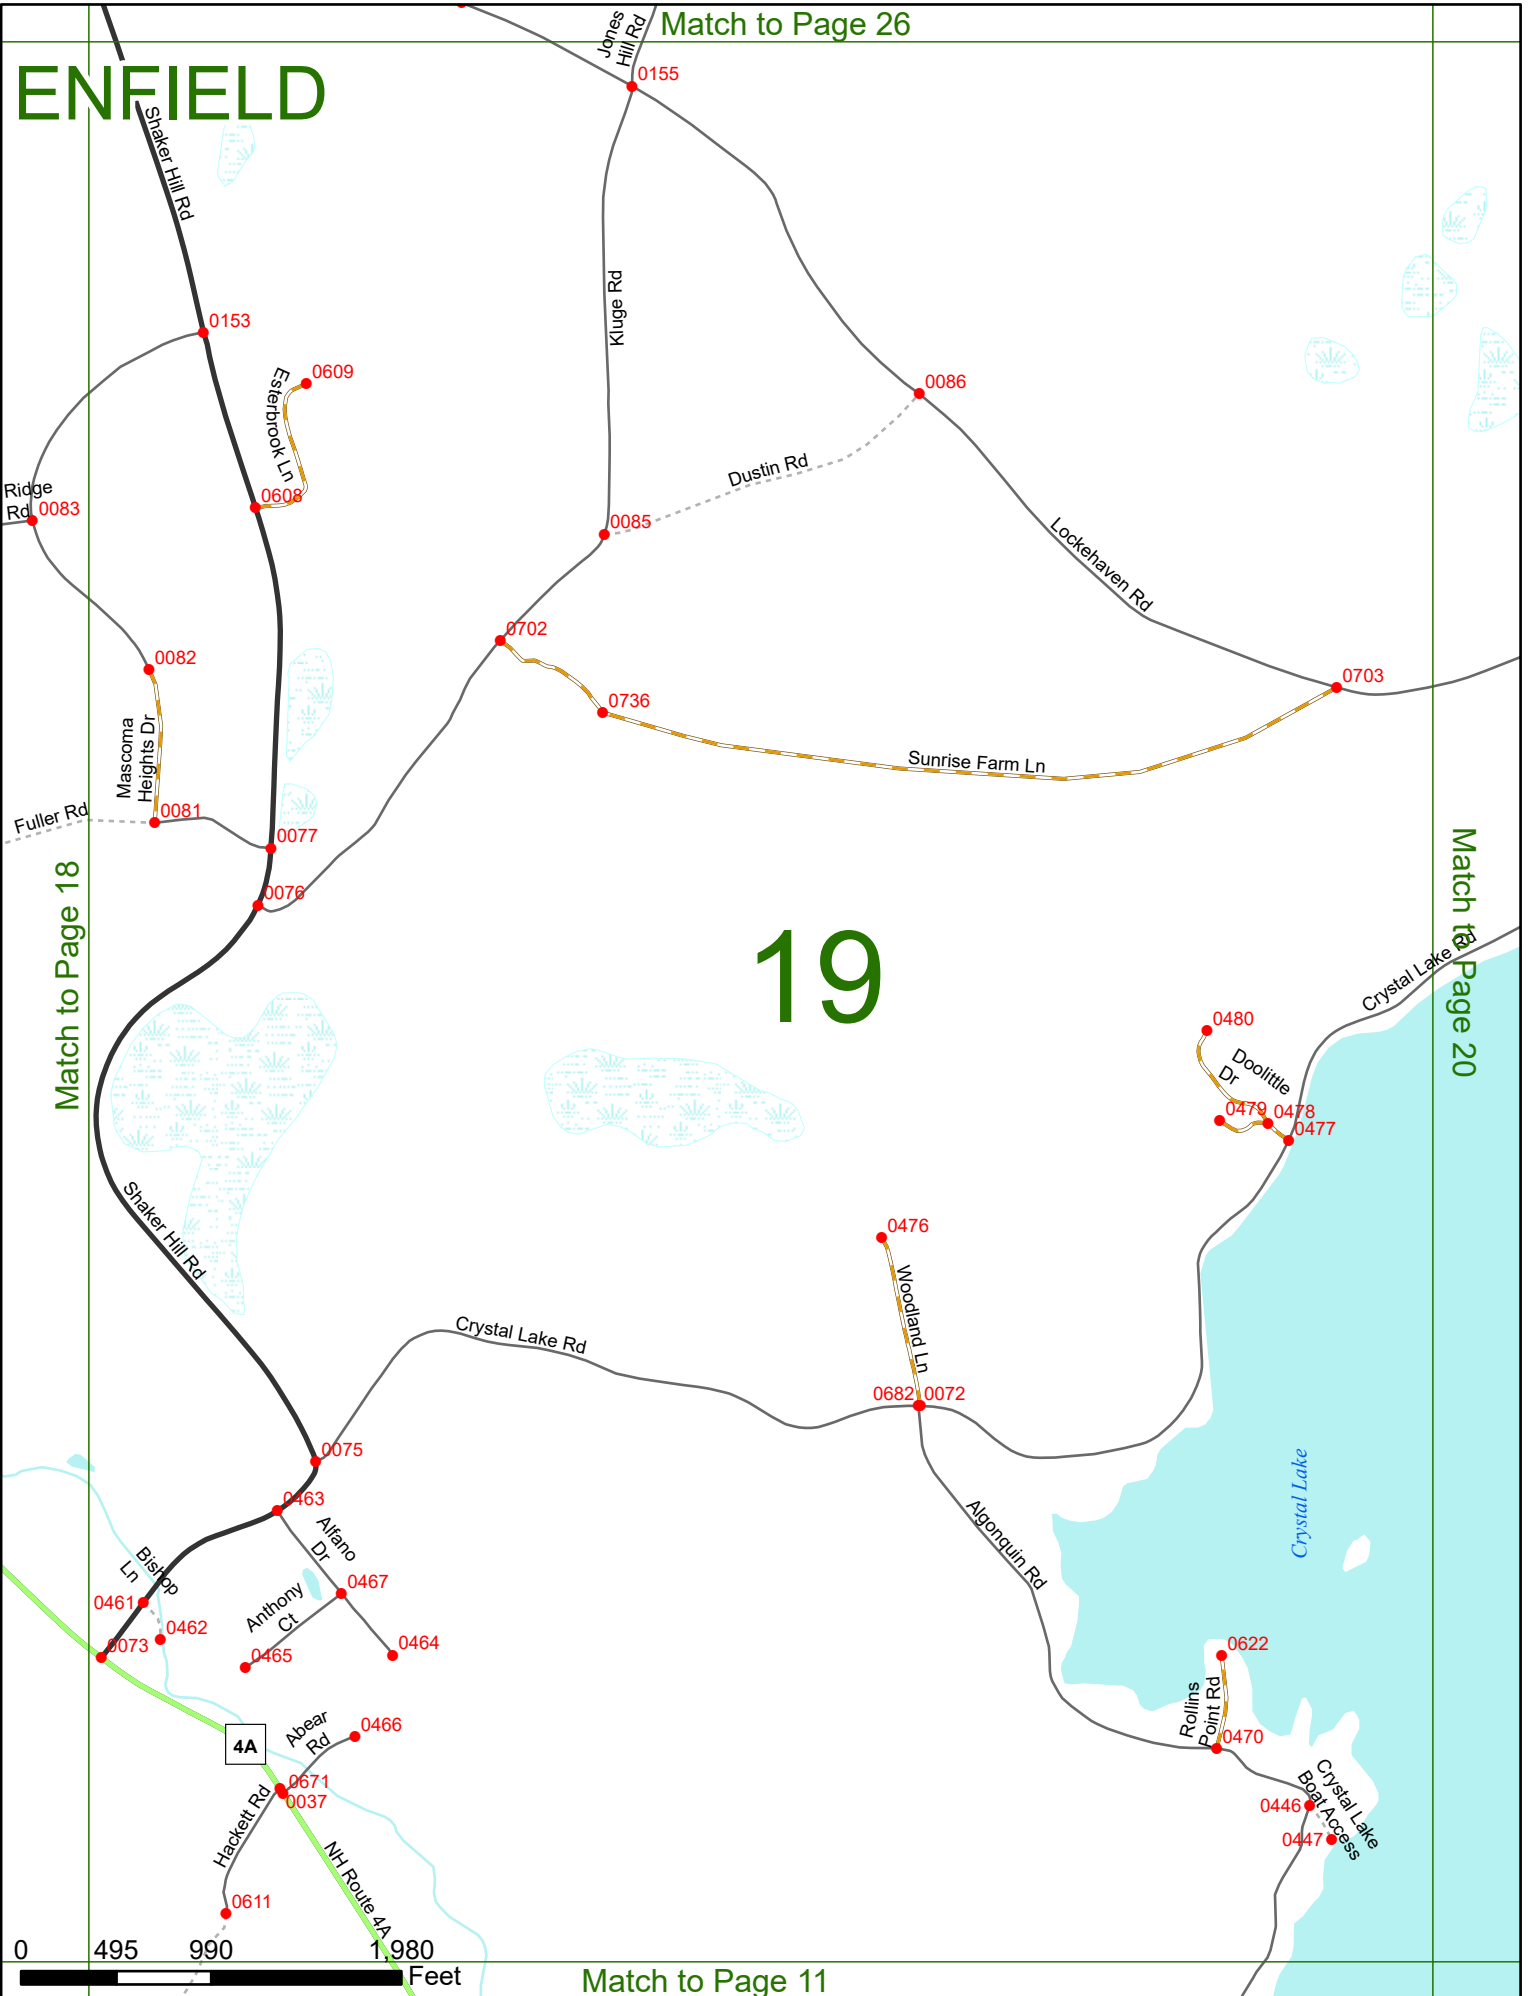 Match to Page 26
Jones
Hill Rd
0155
ENFIELD
Shaker Hill Rd
Kluge Rd
0153
0609
Esterbrook Ln
0086
Dustin Rd
Ridge
Rd
0083
0608
0085
Lockehaven Rd
0702
0082
0703
0736
Mascoma
Heights Dr
Sunrise Farm Ln
Fuller Rd
0081
0077
0076
Match to Page 18
19
Match to Page 20
Crystal Lake Rd
0480
Doolittle
Dr
0479
0478
0477
Shaker Hill Rd
0476
Woodland Ln
Crystal Lake Rd
0682
0072
0075
Crystal Lake
0463
Alfano
Dr
Algonquin Rd
Bishop
Ln
0461
0467
Anthony
Ct
0462
0073
0465
0464
0622
Rollins
Point Rd
0470
Abear
Rd
0466
4A
0671
0037
Hackett Rd
Crystal Lake
Boat Access
0446
0447
NH Route 4A
0611
0
495
990
1,980
Feet
Match to Page 11